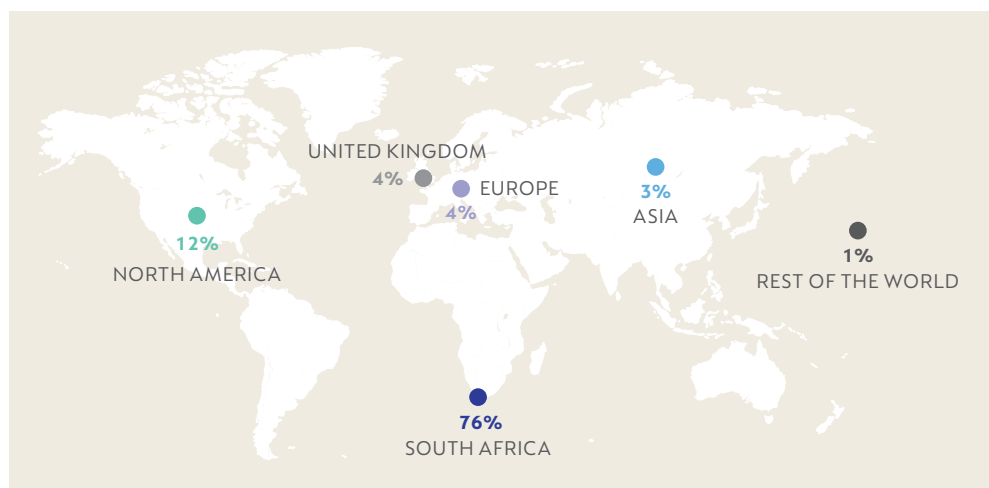 UNITED KINGDOM
4%
EUROPE
4%
3%
ASIA
12%
NORTH AMERICA
1%
REST OF THE WORLD
76%
SOUTH AFRICA